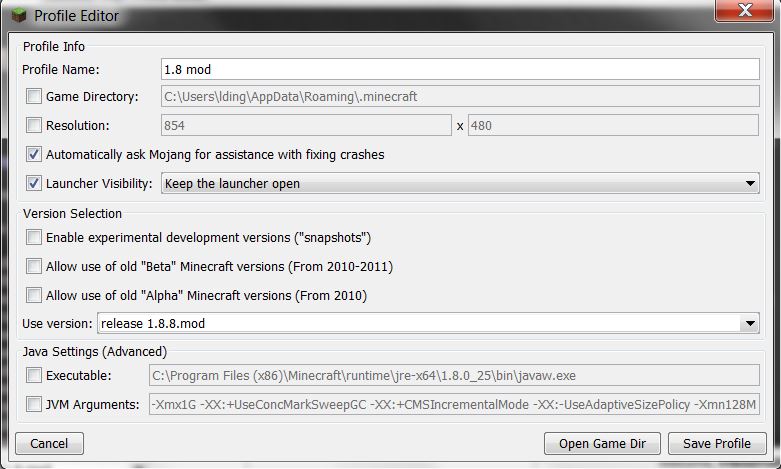 Profile Editor
Profile Info
Profile Name: 1.8 mod
Game Directory: C:\Users\lding\AppData\Roaming\.minecraft
Resolution: 854 x 480
Automatically ask Mojang for assistance with fixing crashes
Launcher Visibility: Keep the launcher open
Version Selection
Enable experimental development versions ("snapshots")
Allow use of old "Beta" Minecraft versions (From 2010-2011)
Allow use of old "Alpha" Minecraft versions (From 2010)
Use version: release 1.8.8.mod
Java Settings (Advanced)
Executable: C:\Program Files (x86)\Minecraft\runtime\jre-x64\1.8.0_25\bin\javaw.exe
JVM Arguments: -Xmx1G -XX:+UseConcMarkSweepGC -XX:+CMSIncrementalMode -XX:-UseAdaptiveSizePolicy -Xmn128M
Cancel Open Game Dir Save Profile